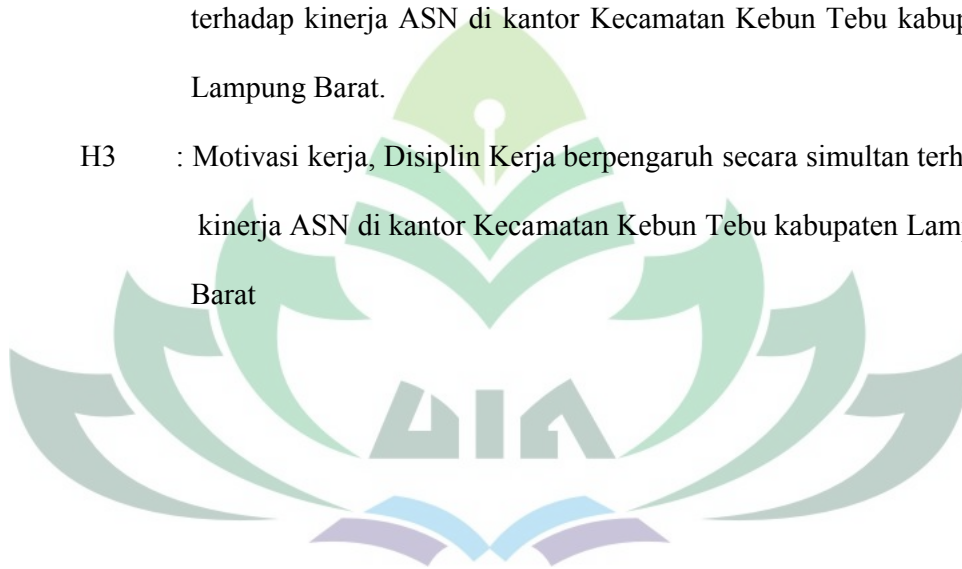 terhadap kinerja ASN di kantor Kecamatan Kebun Tebu
Lampung Barat.
H3 : Motivasi kerja, Disiplin Kerja berpengaruh secara simultan
kinerja ASN di kantor Kecamatan Kebun Tebu kabupaten
Barat
UIN